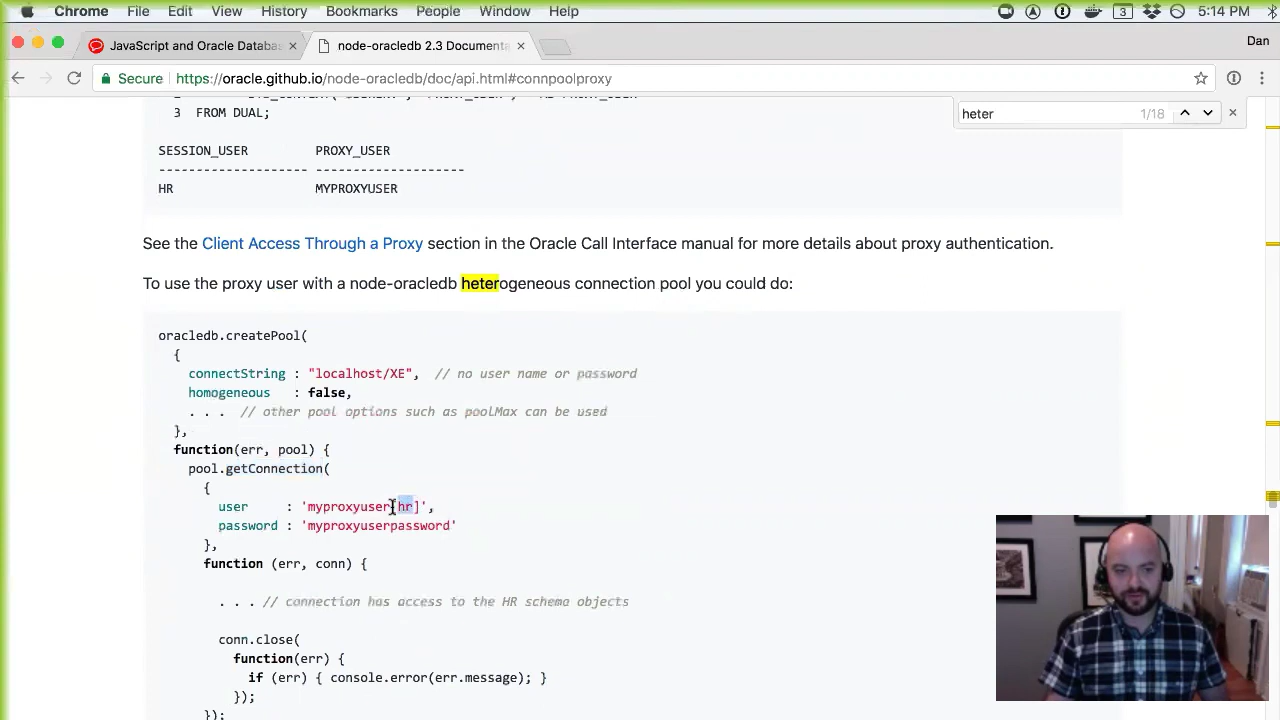 Chrome File Edit View History Bookmarks People Window Help 3 5:14 PM
JavaScript and Oracle Databas × node-oracledb 2.3 Documenta × Dan
Secure https://oracle.github.io/node-oracledb/doc/api.html#connpoolproxy
heter 1/18
3 FROM DUAL;
SESSION_USER PROXY_USER
-------------------- --------------------
HR MYPROXYUSER
See the Client Access Through a Proxy section in the Oracle Call Interface manual for more details about proxy authentication.
To use the proxy user with a node-oracledb heterogeneous connection pool you could do:
oracledb.createPool(
{
connectString : "localhost/XE", // no user name or password
homogeneous : false,
. . . // other pool options such as poolMax can be used
},
function(err, pool) {
pool.getConnection(
{
user : 'myproxyuser[hr]',
password : 'myproxyuserpassword'
},
function (err, conn) {
. . . // connection has access to the HR schema objects
conn.close(
function(err) {
if (err) { console.error(err.message); }
});
});